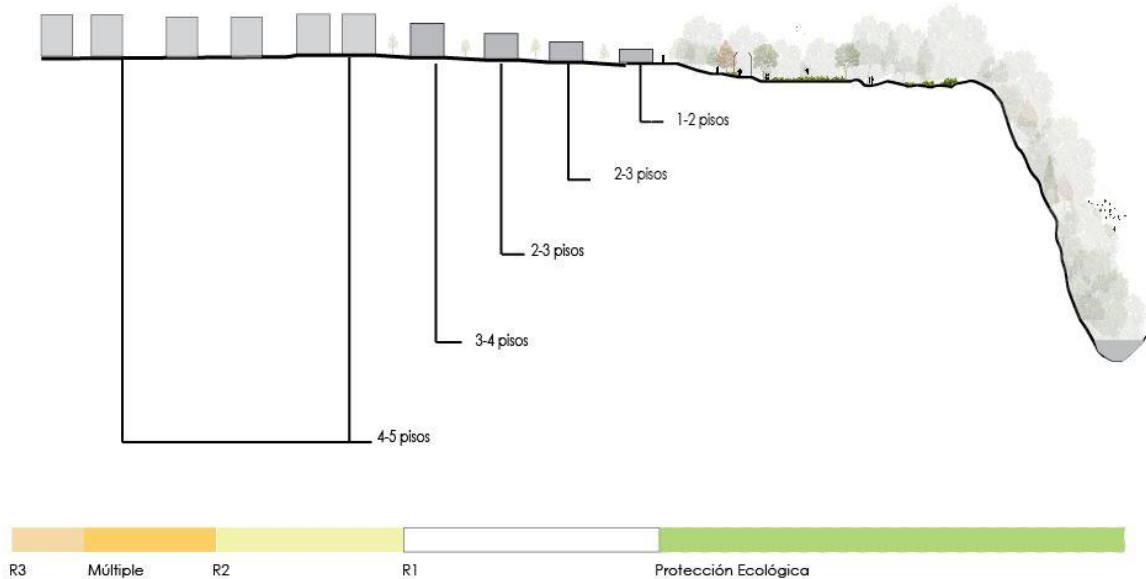 1-2 pisos
2-3 pisos
2-3 pisos
3-4 pisos
4-5 pisos
R3 Múltiple R2 R1 Protección Ecológica